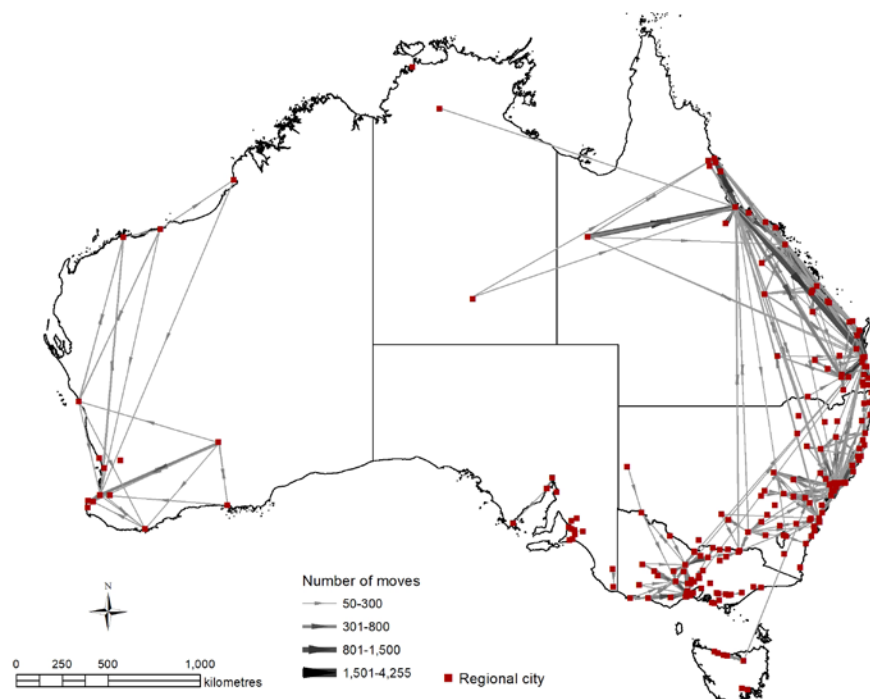 N
Number of moves
50-300
301-800
801-1,500
1,501-4,255
Regional city
0 250 500 1,000
kilometres